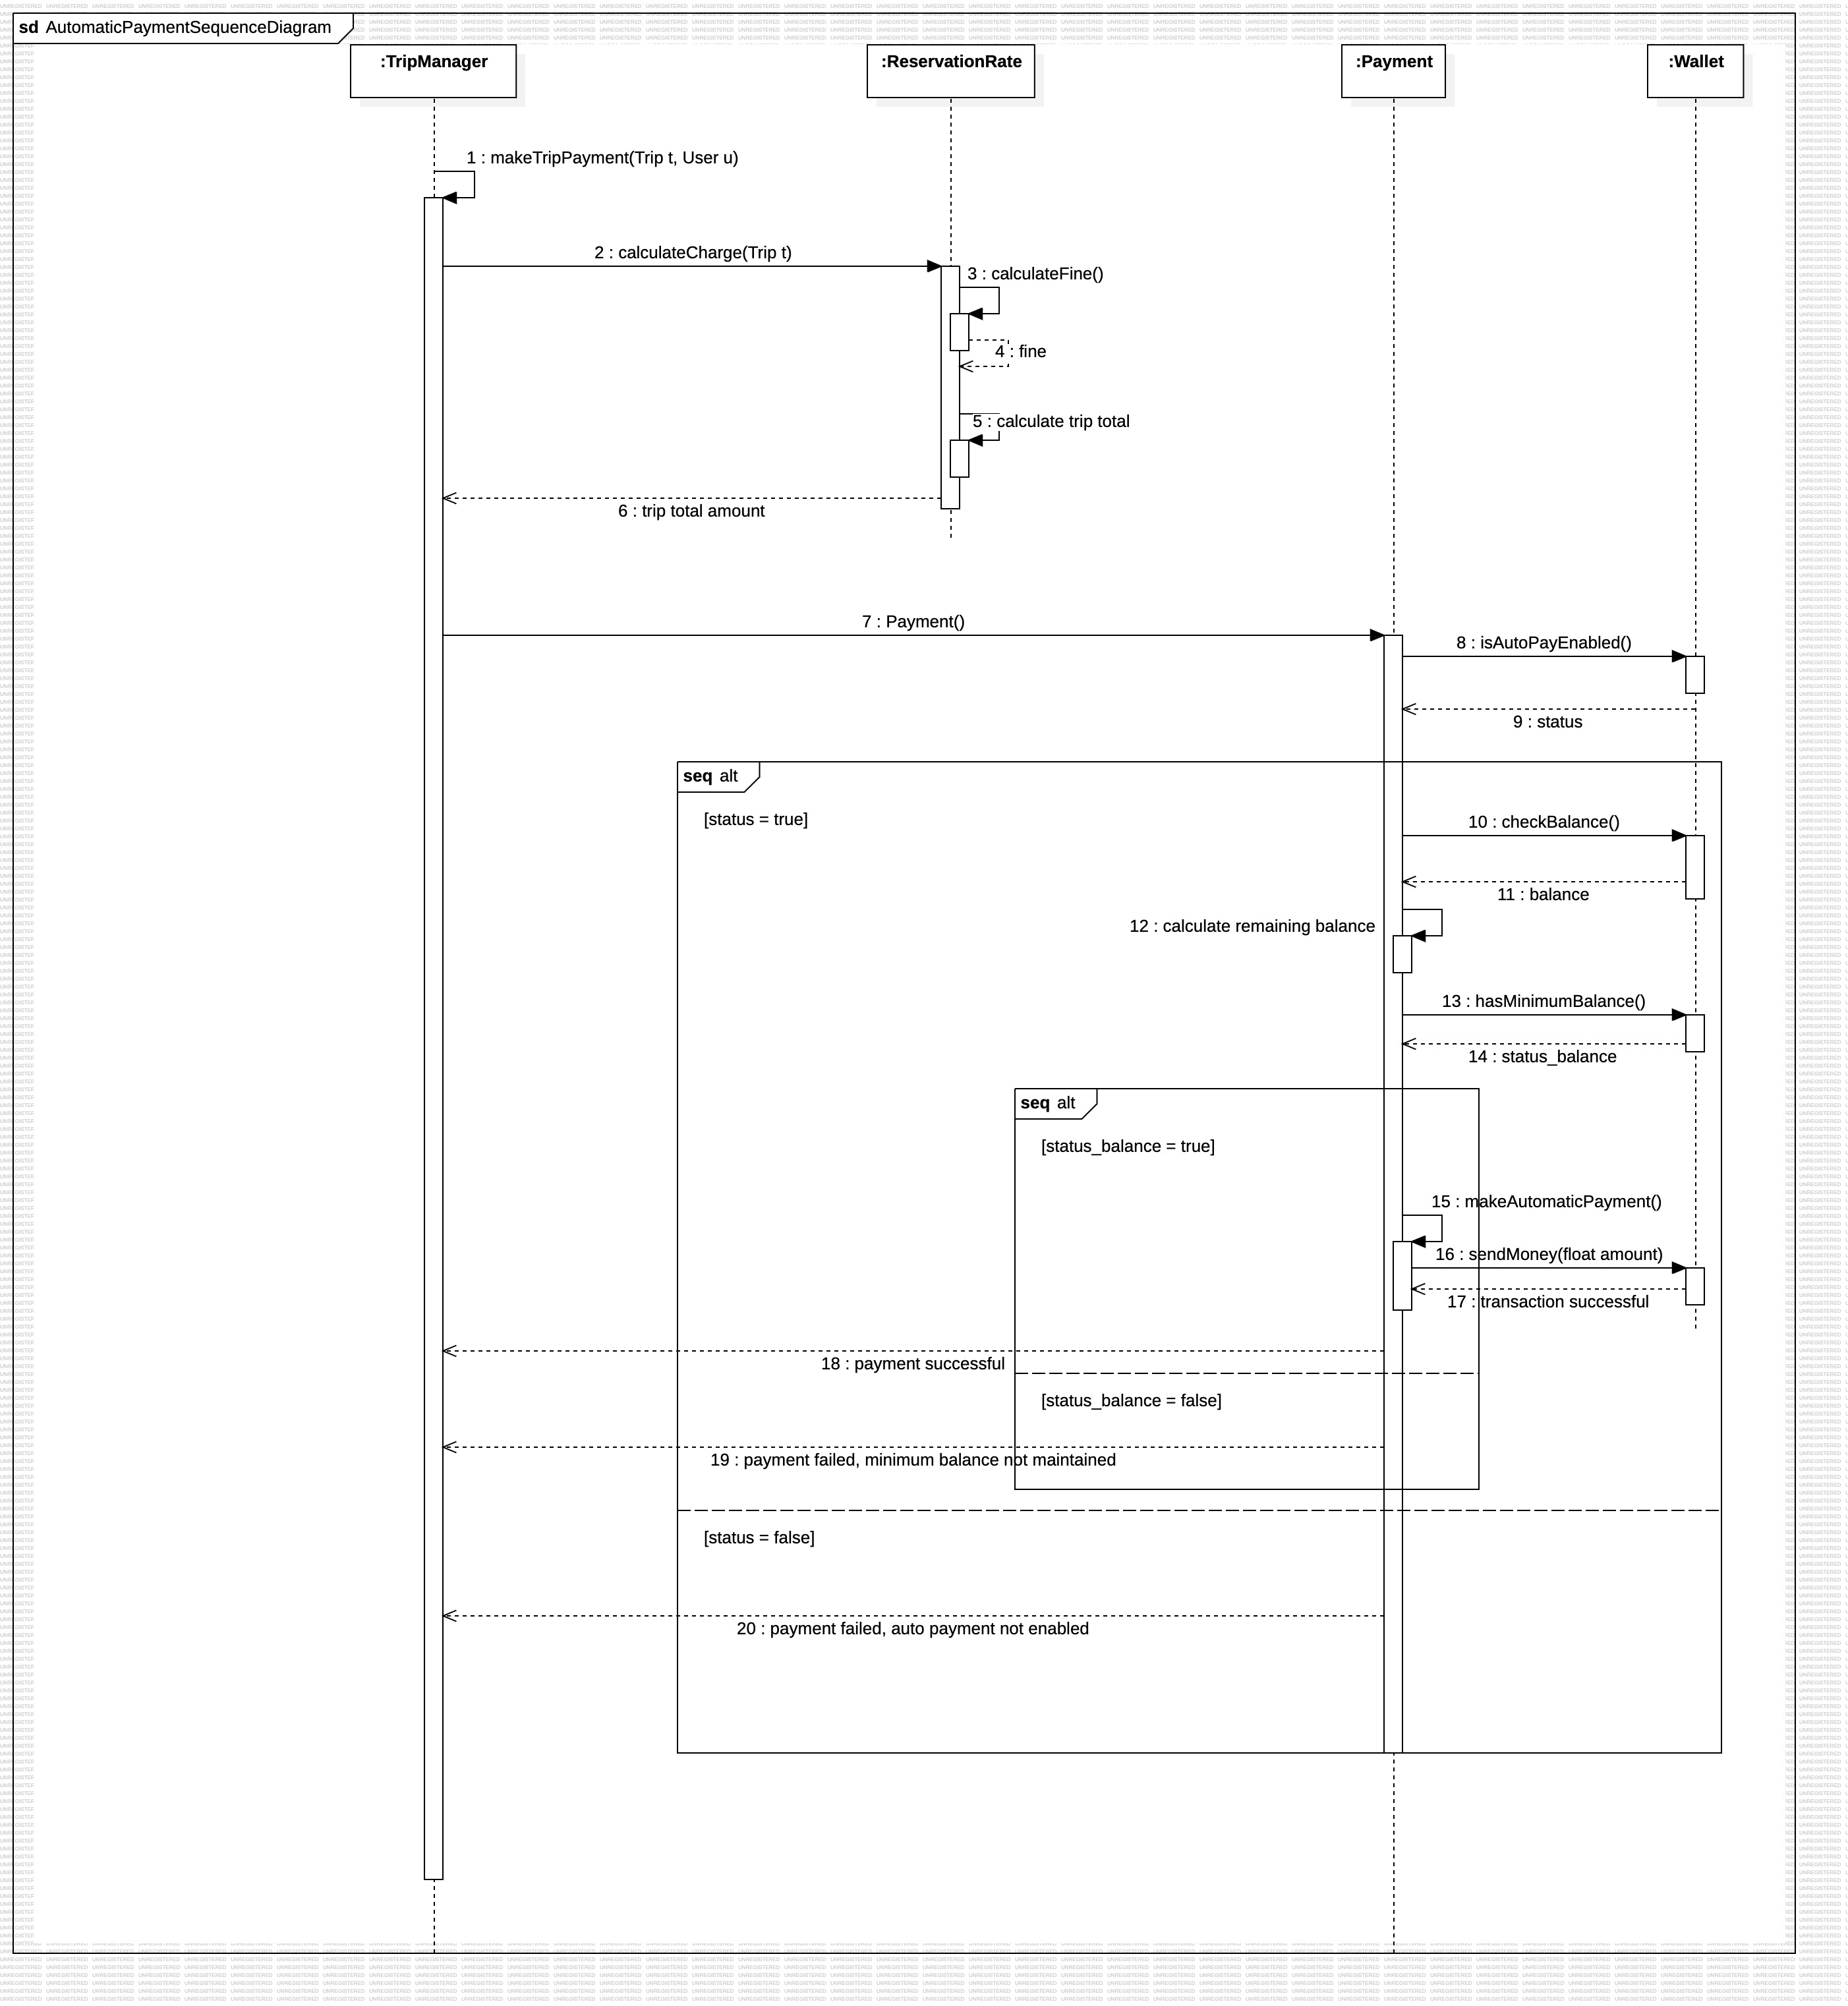 sd AutomaticPaymentSequenceDiagram
:TripManager
:ReservationRate
:Payment
:Wallet
1 : makeTripPayment(Trip t, User u)
2 : calculateCharge(Trip t)
3 : calculateFine()
4 : fine
5 : calculate trip total
6 : trip total amount
7 : Payment()
8 : isAutoPayEnabled()
9 : status
seq alt
[status = true]
10 : checkBalance()
11 : balance
12 : calculate remaining balance
13 : hasMinimumBalance()
14 : status_balance
seq alt
[status_balance = true]
15 : makeAutomaticPayment()
16 : sendMoney(float amount)
17 : transaction successful
18 : payment successful
[status_balance = false]
19 : payment failed, minimum balance not maintained
[status = false]
20 : payment failed, auto payment not enabled
UNREGISTERED